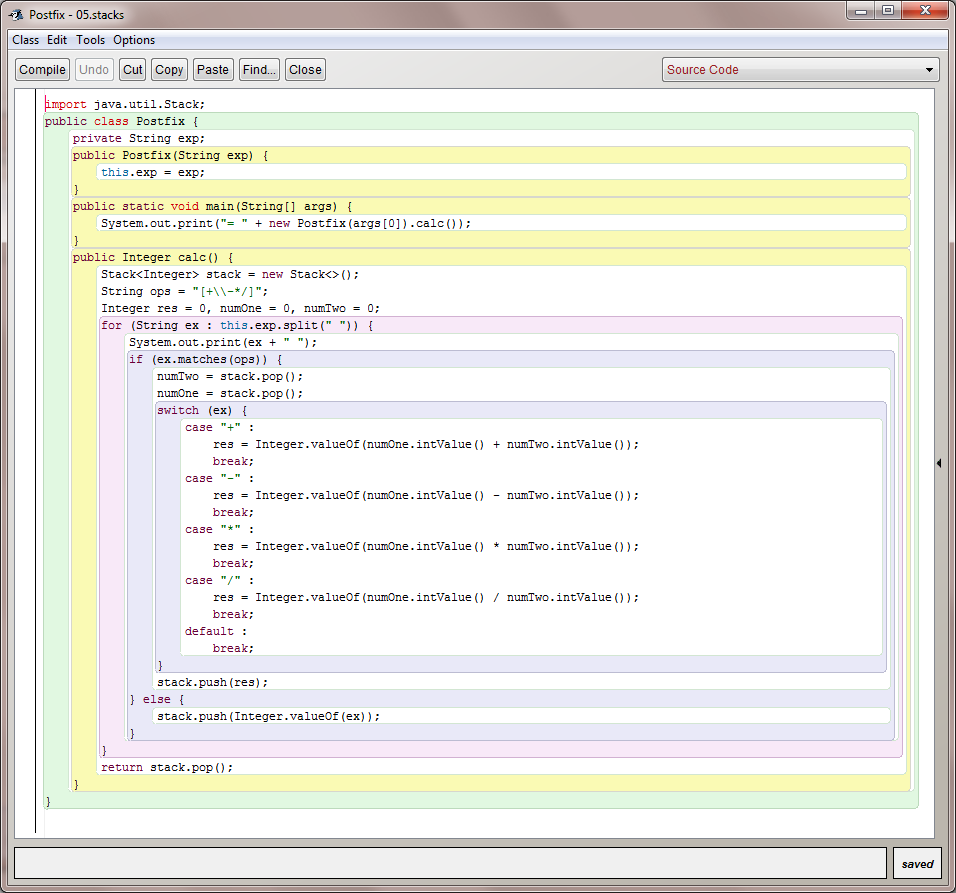 Postfix - 05.stacks
Class Edit Tools Options
Compile Undo Cut Copy Paste Find... Close Source Code
import java.util.Stack;
public class Postfix {
    private String exp;
    public Postfix(String exp) {
        this.exp = exp;
    }
    public static void main(String[] args) {
        System.out.print("= " + new Postfix(args[0]).calc());
    }
    public Integer calc() {
        Stack<Integer> stack = new Stack<>();
        String ops = "[+\\-*/]";
        Integer res = 0, numOne = 0, numTwo = 0;
        for (String ex : this.exp.split(" ")) {
            System.out.print(ex + " ");
            if (ex.matches(ops)) {
                numTwo = stack.pop();
                numOne = stack.pop();
                switch (ex) {
                    case "+" :
                        res = Integer.valueOf(numOne.intValue() + numTwo.intValue());
                        break;
                    case "-" :
                        res = Integer.valueOf(numOne.intValue() - numTwo.intValue());
                        break;
                    case "*" :
                        res = Integer.valueOf(numOne.intValue() * numTwo.intValue());
                        break;
                    case "/" :
                        res = Integer.valueOf(numOne.intValue() / numTwo.intValue());
                        break;
                    default :
                        break;
                }
                stack.push(res);
            } else {
                stack.push(Integer.valueOf(ex));
            }
        }
        return stack.pop();
    }
}
saved